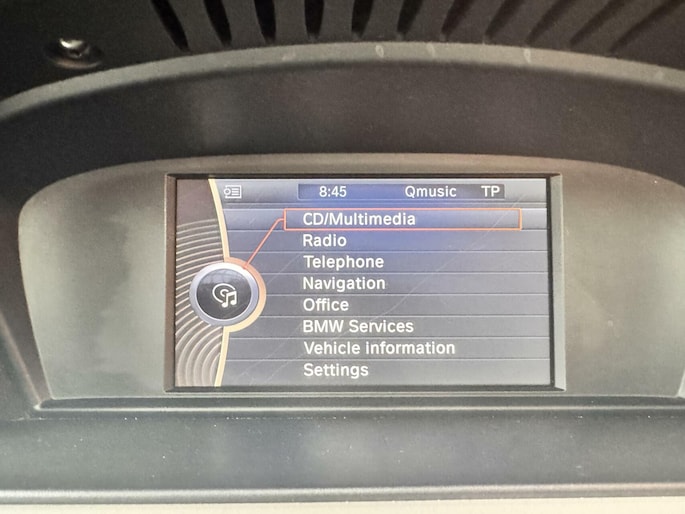 8:45 Qmusic TP
CD/Multimedia
Radio
Telephone
Navigation
Office
BMW Services
Vehicle information
Settings